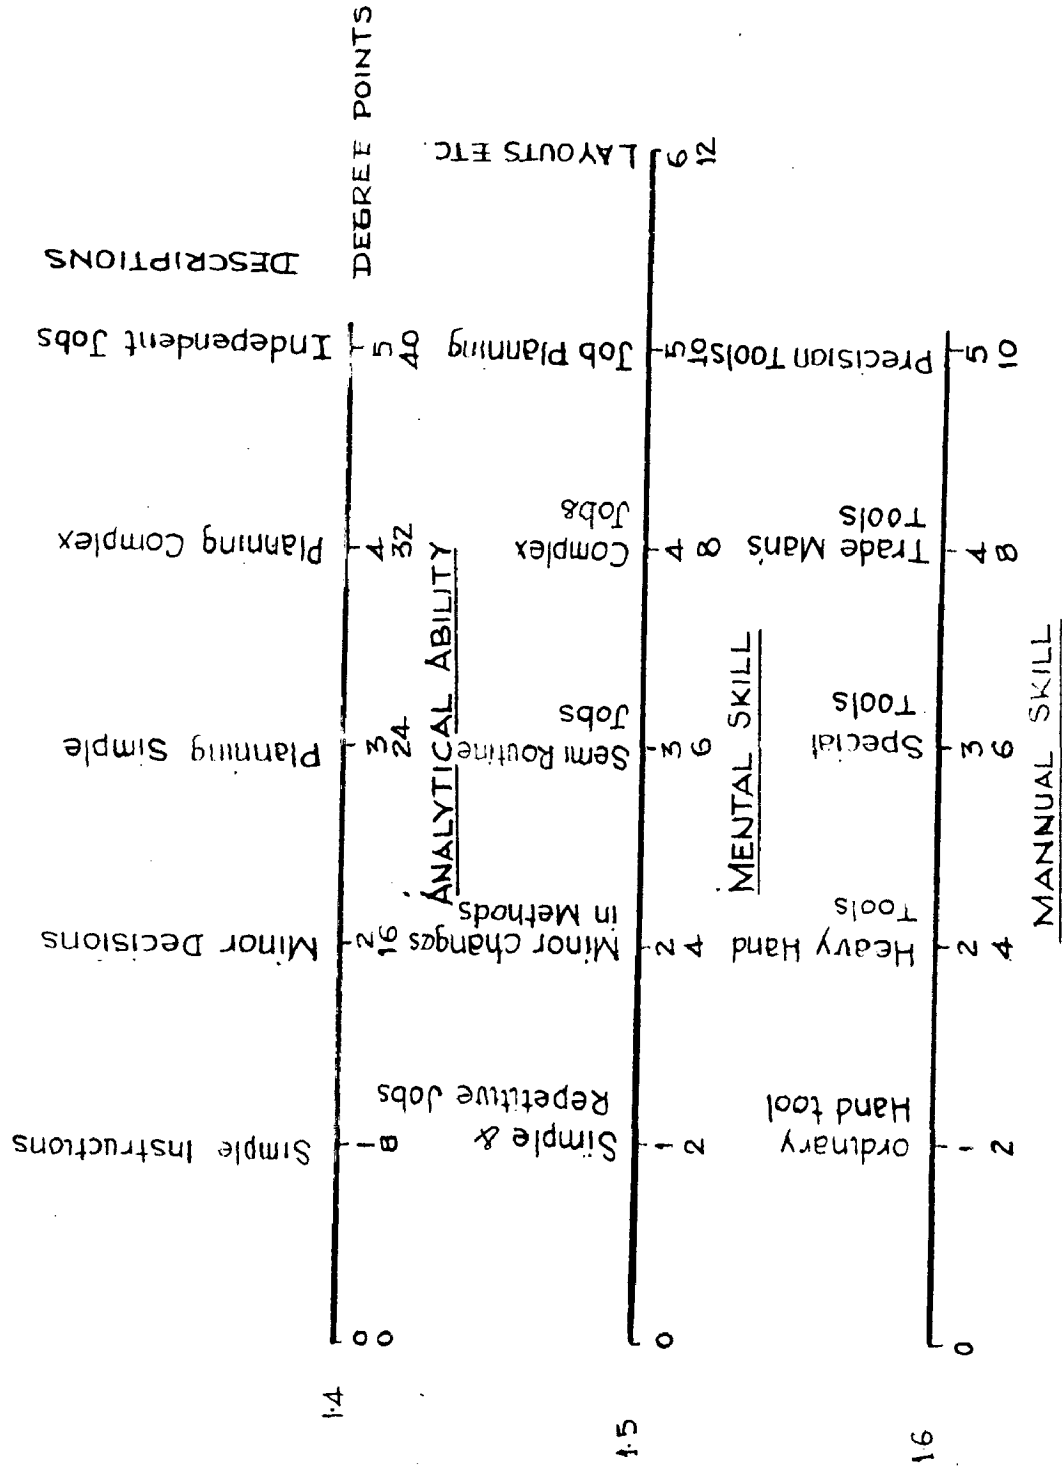 DESCRIPTIONS
DEGREE POINTS
1.4
Simple Instructions
Minor Decisions
Planning Simple
Planning Complex
Independent Jobs
0 1 2 3 4 5
0 8 16 24 32 40
ANALYTICAL ABILITY
1.5
Simple &
Repetitive Jobs
Minor changes
in Methods
Semi Routine
Jobs
Complex
Jobs
Job Planning
LAYOUTS ETC.
0 1 2 3 4 5 6
2 4 6 8 10 12
MENTAL SKILL
1.6
ordinary
Hand tool
Heavy Hand
Tools
Special
Tools
Trade Man's
Tools
Precision Tools
0 1 2 3 4 5
2 4 6 8 10
MANNUAL SKILL